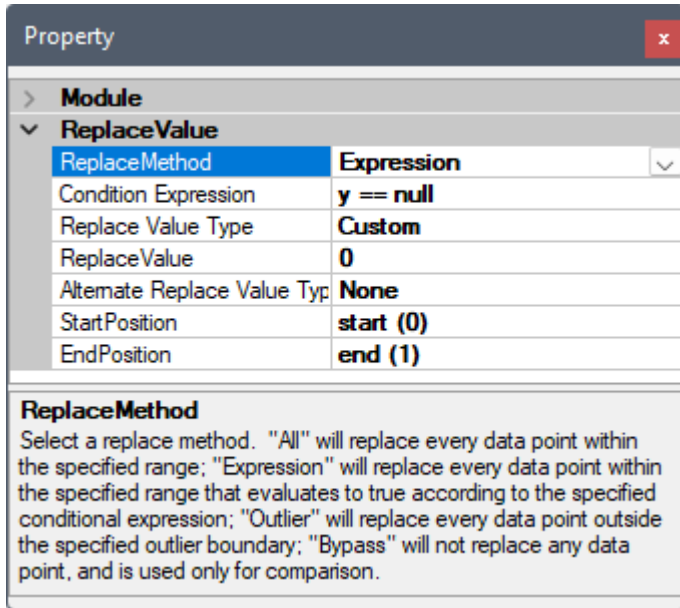 Property
x
Module
ReplaceValue
ReplaceMethod Expression
Condition Expression y == null
Replace Value Type Custom
ReplaceValue 0
Alternate Replace Value Typ None
StartPosition start (0)
EndPosition end (1)
ReplaceMethod
Select a replace method. "All" will replace every data point within
the specified range; "Expression" will replace every data point within
the specified range that evaluates to true according to the specified
conditional expression; "Outlier" will replace every data point outside
the specified outlier boundary; "Bypass" will not replace any data
point, and is used only for comparison.